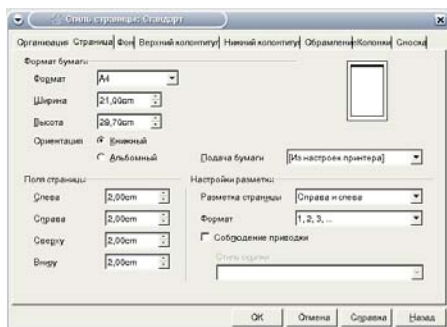 Стиль страницы: Стандарт
Организация Страница Фон Верхний колонтитул Нижний колонтитул Обрамление Колонки Сноска
Формат бумаги
Формат A4
Ширина 21,00cm
Высота 29,70cm
Ориентация Книжный
Альбомный
Подача бумаги [Из настроек принтера]
Поля страницы
Слева 2,00cm
Справа 2,00cm
Сверху 2,00cm
Внизу 2,00cm
Настройки разметки
Разметка страницы Справа и слева
Формат 1, 2, 3, ...
Соблюдение приводки
Стиль ссылки
OK Отмена Справка Назад